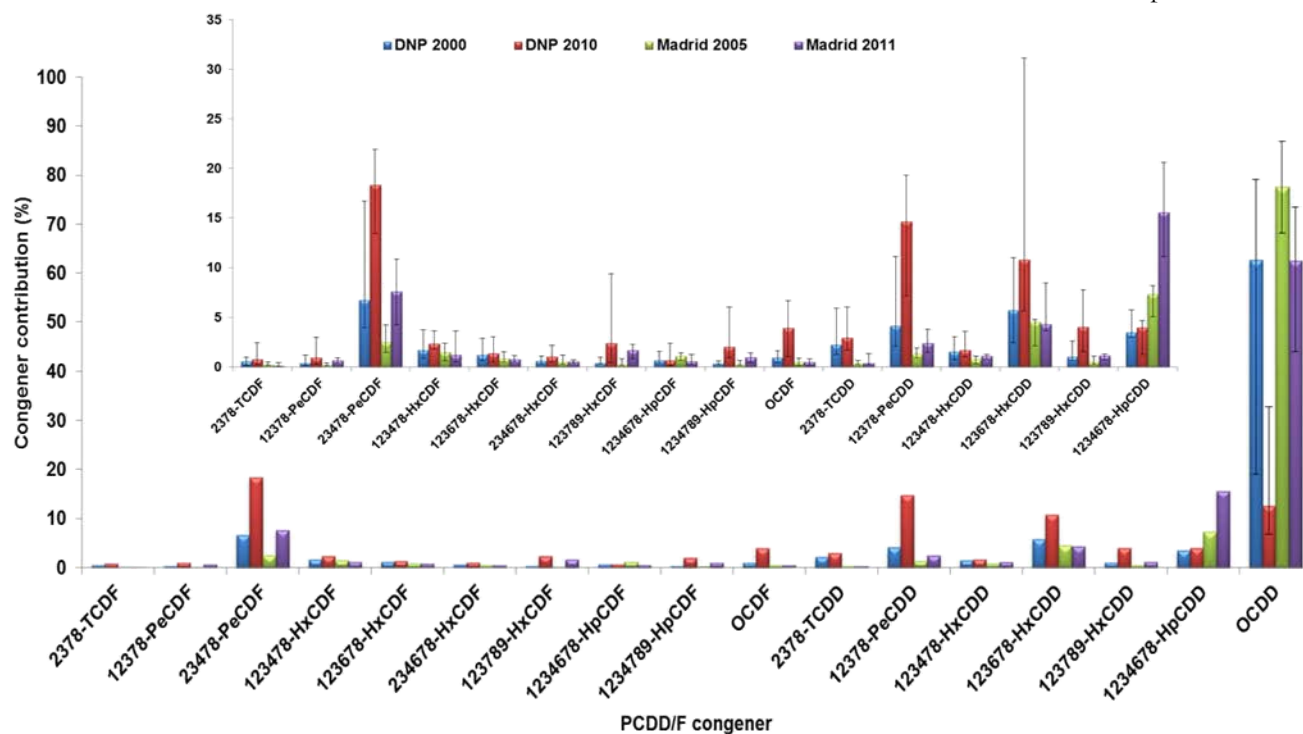 35
30
25
20
15
10
5
0
DNP 2000 DNP 2010 Madrid 2005 Madrid 2011
2378-TCDF
12378-PeCDF
23478-PeCDF
123478-HxCDF
123678-HxCDF
234678-HxCDF
123789-HxCDF
1234678-HpCDF
1234789-HpCDF
OCDF
2378-TCDD
12378-PeCDD
123478-HxCDD
123678-HxCDD
123789-HxCDD
1234678-HpCDD
Congener contribution (%)
100
90
80
70
60
50
40
30
20
10
0
2378-TCDF
12378-PeCDF
23478-PeCDF
123478-HxCDF
123678-HxCDF
234678-HxCDF
123789-HxCDF
1234678-HpCDF
1234789-HpCDF
OCDF
2378-TCDD
12378-PeCDD
123478-HxCDD
123678-HxCDD
123789-HxCDD
1234678-HpCDD
OCDD
PCDD/F congener